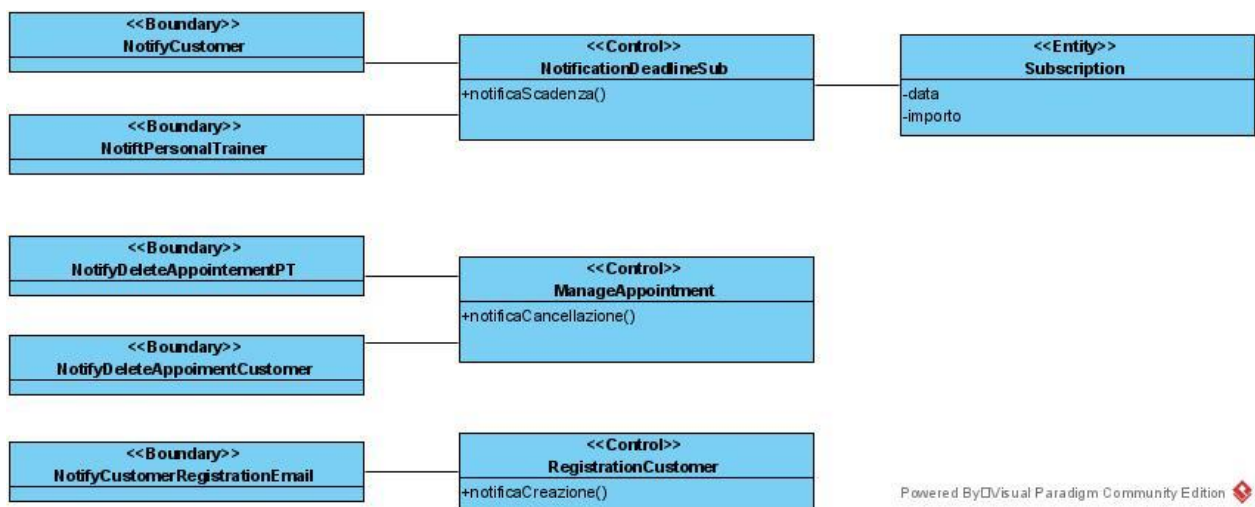 <<Boundary>>
NotifyCustomer
<<Control>>
NotificationDeadlineSub
+notificaScadenza()
<<Entity>>
Subscription
-data
-importo
<<Boundary>>
NotiftPersonalTrainer
<<Boundary>>
NotifyDeleteAppointementPT
<<Control>>
ManageAppointment
+notificaCancellazione()
<<Boundary>>
NotifyDeleteAppoimentCustomer
<<Boundary>>
NotifyCustomerRegistrationEmail
<<Control>>
RegistrationCustomer
+notificaCreazione()
Powered By□Visual Paradigm Community Edition